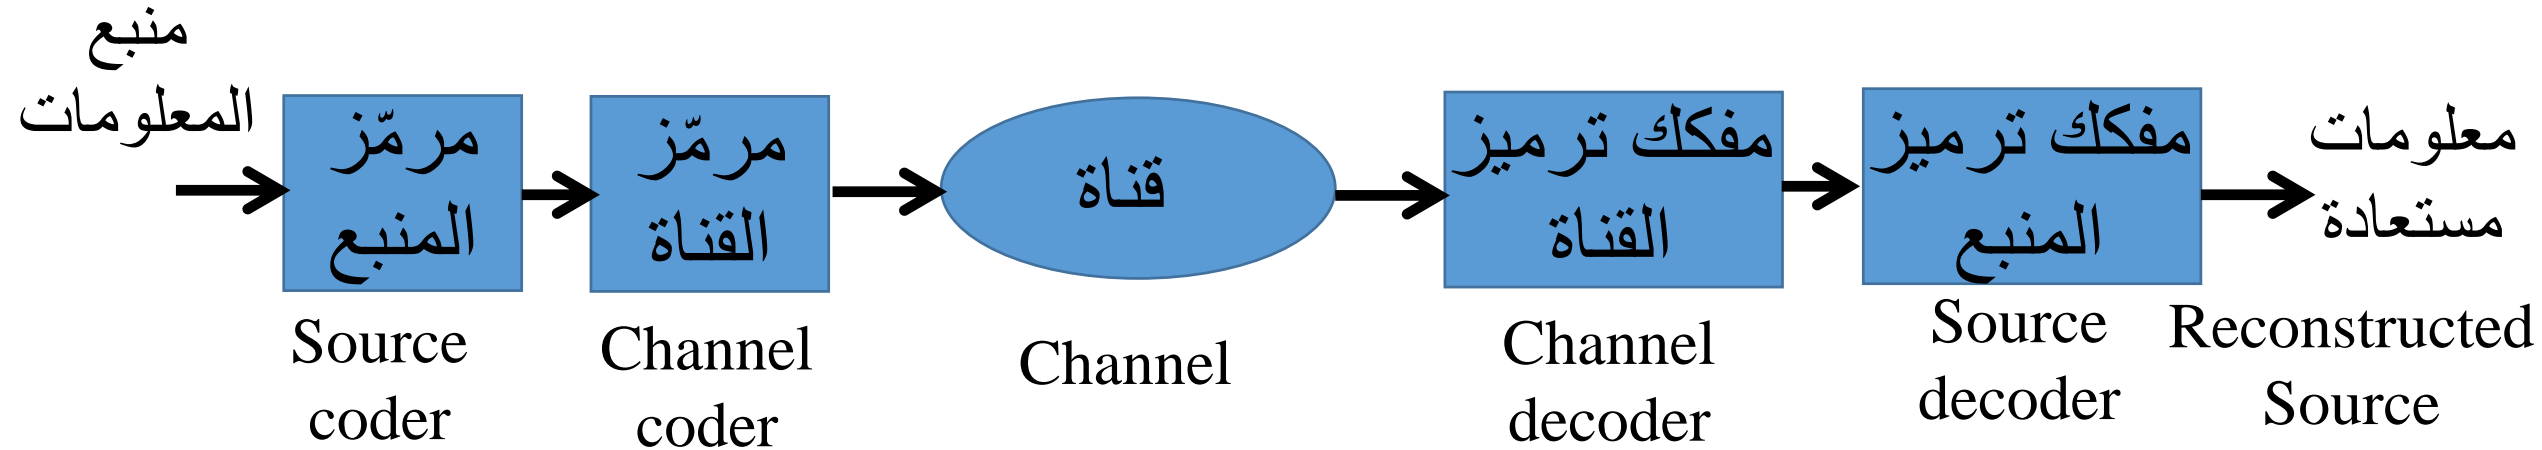 منبع
المعلومات
مرمّز
المنبع
مرمّز
القناة
قناة
مفكك ترميز
القناة
مفكك ترميز
المنبع
معلومات
مستعادة
Source
coder
Channel
coder
Channel
Channel
decoder
Source
decoder
Reconstructed
Source